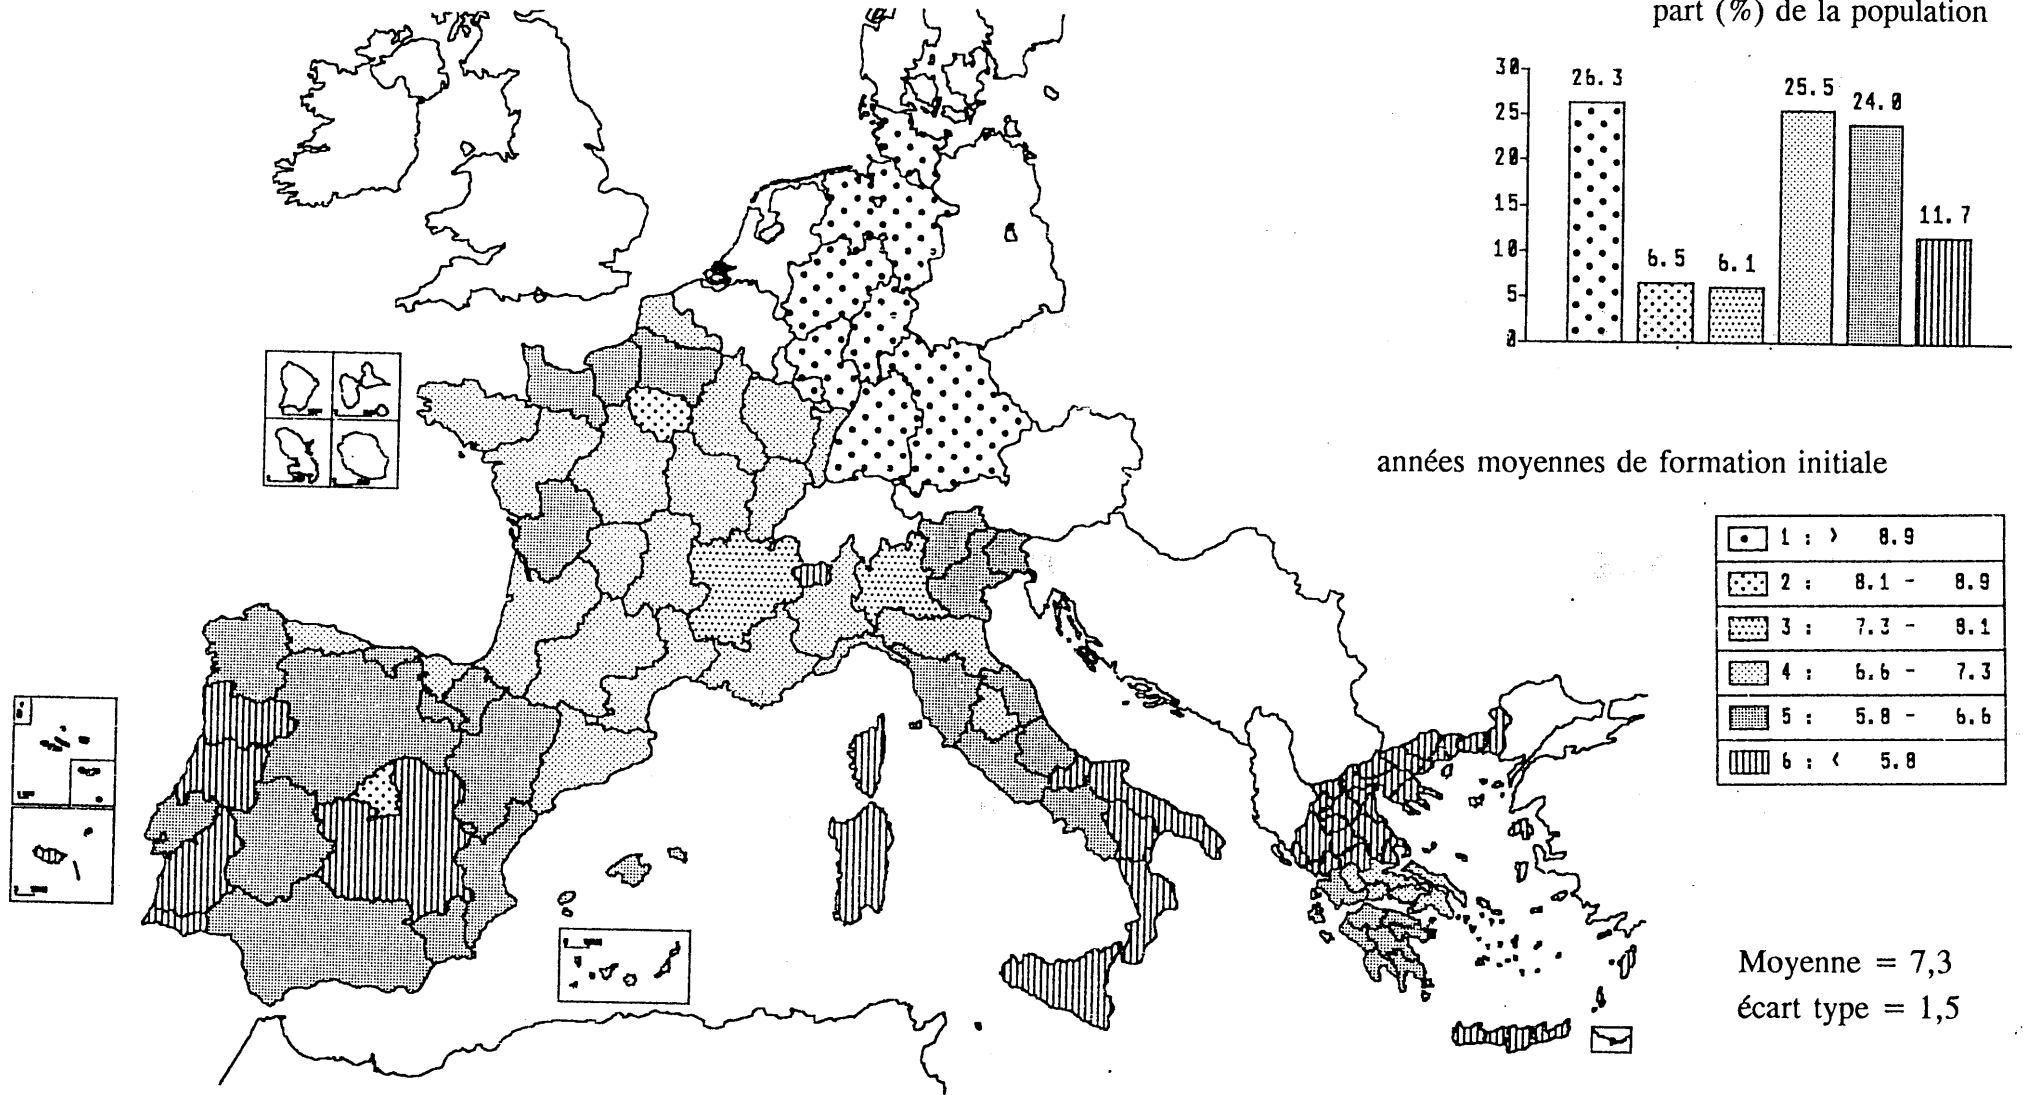 part (%) de la population
30
25
20
15
10
5
0
26.3
6.5
6.1
25.5
24.0
11.7
années moyennes de formation initiale
1 : > 8.9
2 : 8.1 - 8.9
3 : 7.3 - 8.1
4 : 6.6 - 7.3
5 : 5.8 - 6.6
6 : < 5.8
Moyenne = 7,3
écart type = 1,5